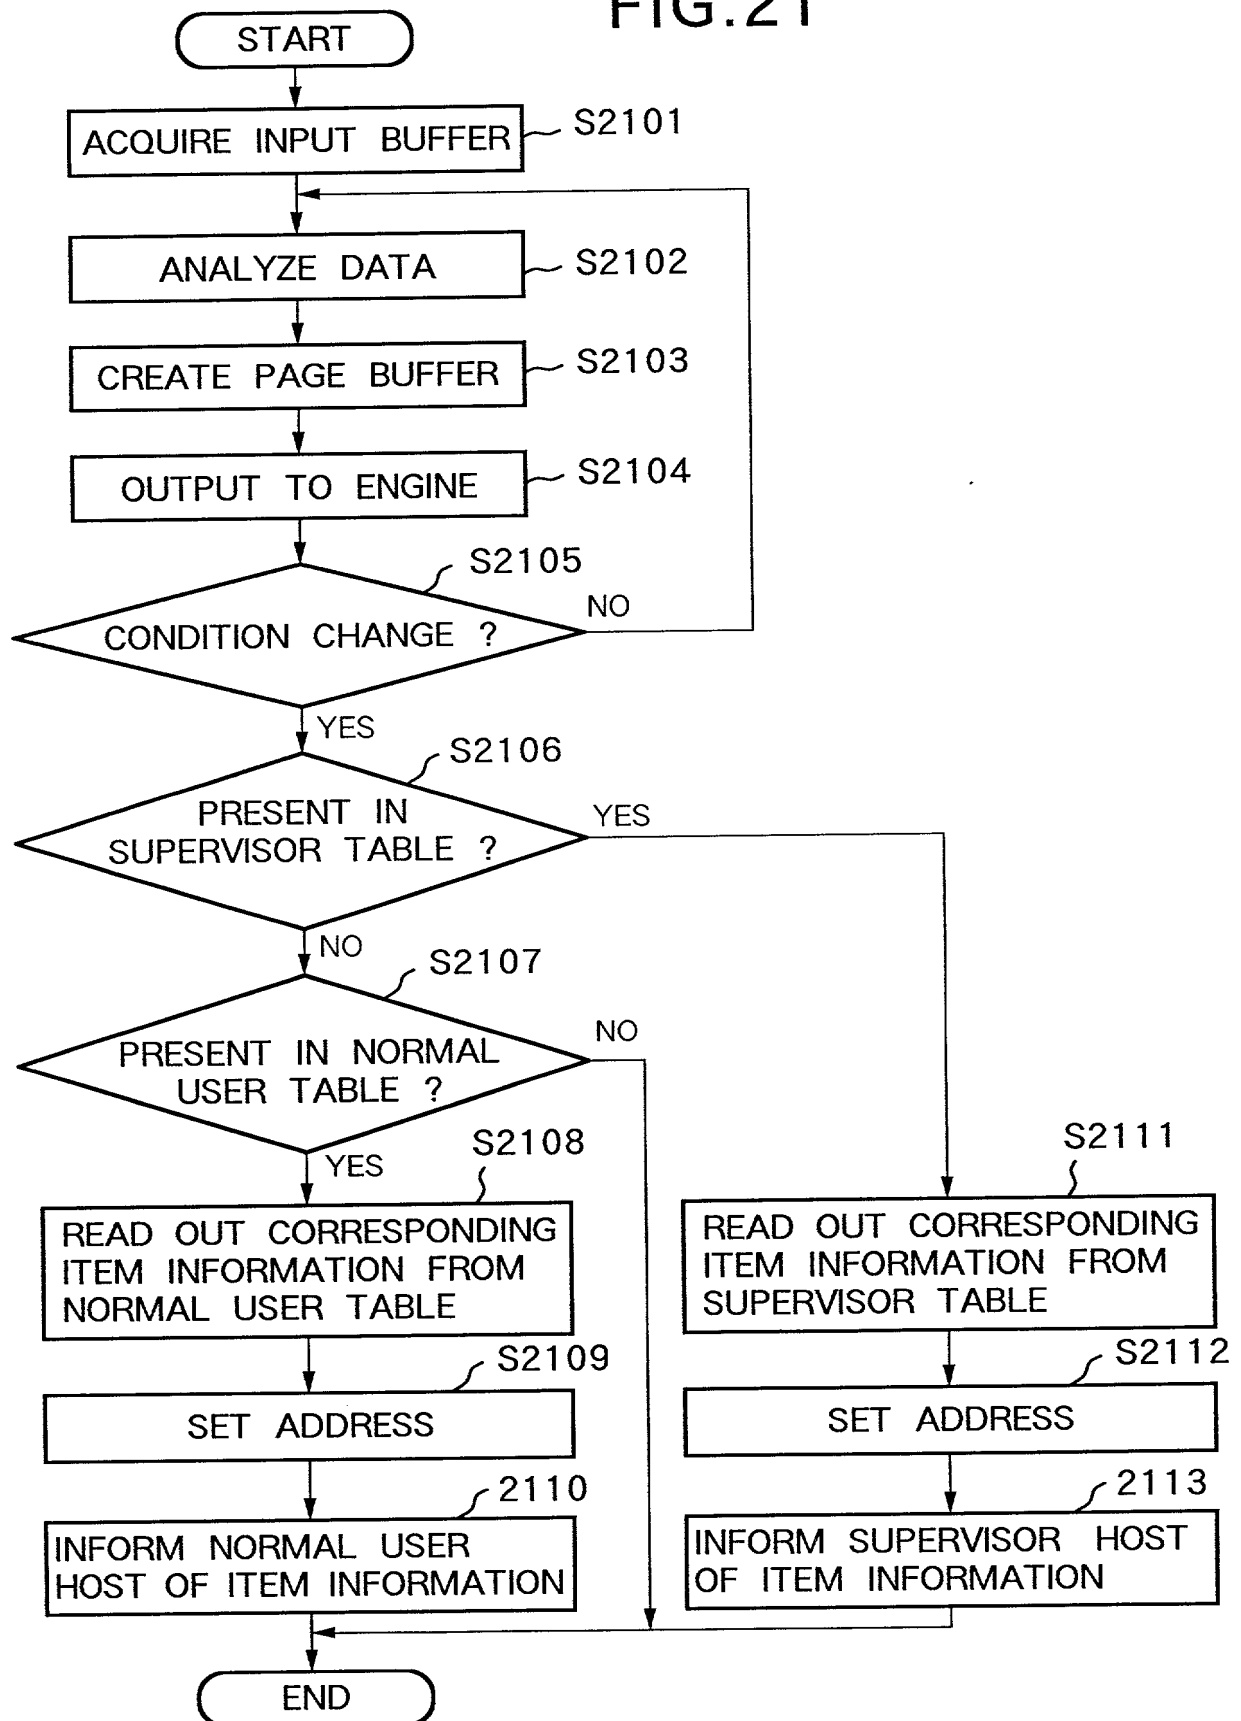 FIG.21
START
ACQUIRE INPUT BUFFER
S2101
ANALYZE DATA
S2102
CREATE PAGE BUFFER
S2103
OUTPUT TO ENGINE
S2104
S2105
CONDITION CHANGE ?
NO
YES
S2106
PRESENT IN
SUPERVISOR TABLE ?
YES
NO
S2107
PRESENT IN NORMAL
USER TABLE ?
NO
YES
S2108
READ OUT CORRESPONDING
ITEM INFORMATION FROM
NORMAL USER TABLE
S2109
SET ADDRESS
2110
INFORM NORMAL USER
HOST OF ITEM INFORMATION
S2111
READ OUT CORRESPONDING
ITEM INFORMATION FROM
SUPERVISOR TABLE
S2112
SET ADDRESS
2113
INFORM SUPERVISOR HOST
OF ITEM INFORMATION
END